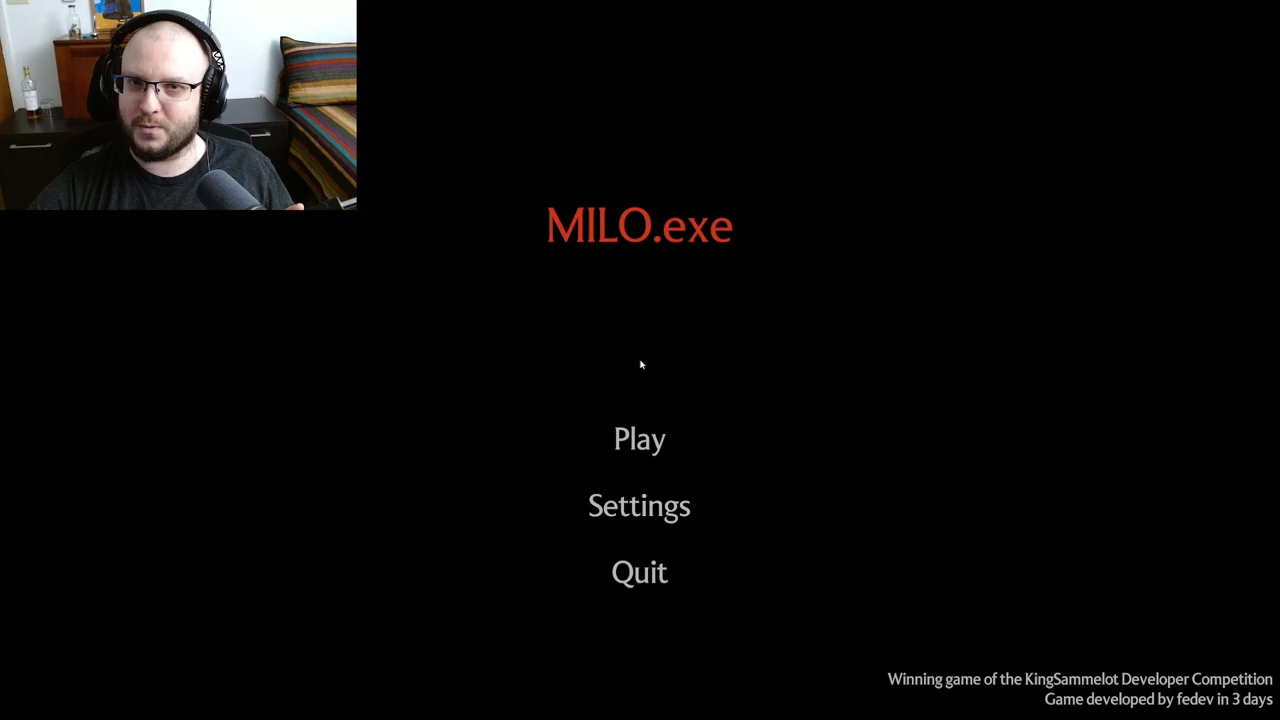 MILO.exe
Play
Settings
Quit
Winning game of the KingSammelot Developer Competition
Game developed by fedev in 3 days